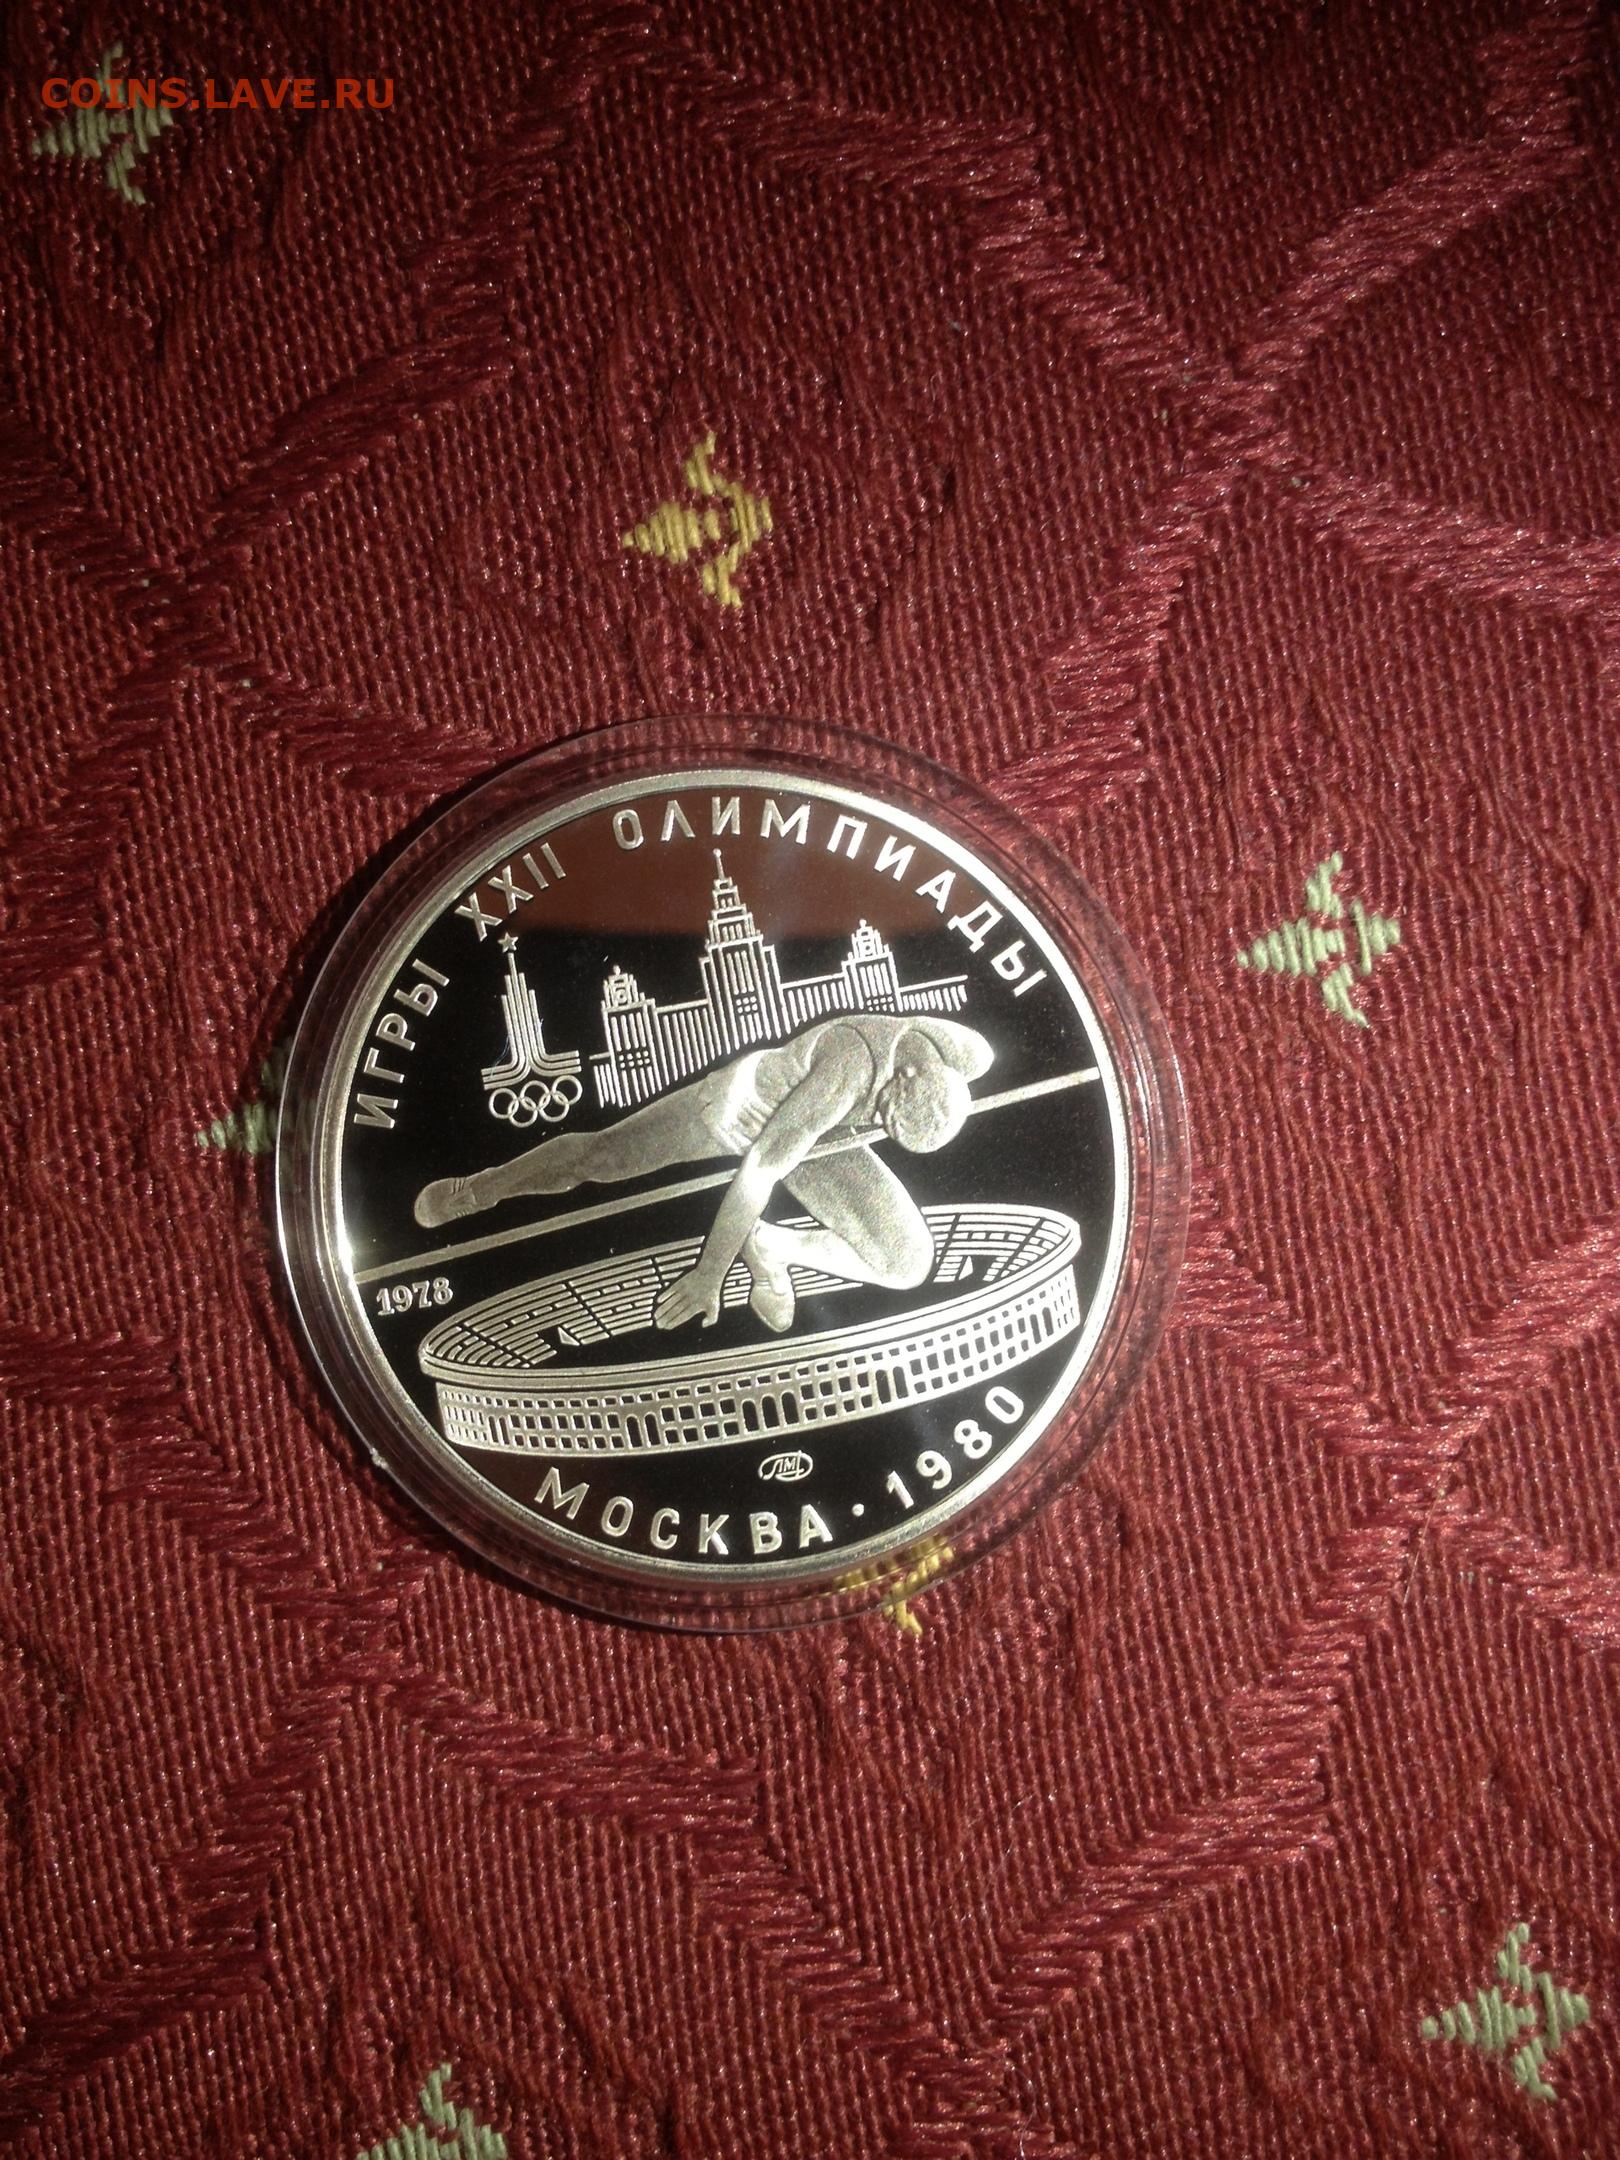 COINS.LAVE.RU
ИГРЫ XXII ОЛИМПИАДЫ
1978
ЛМД
МОСКВА · 1980